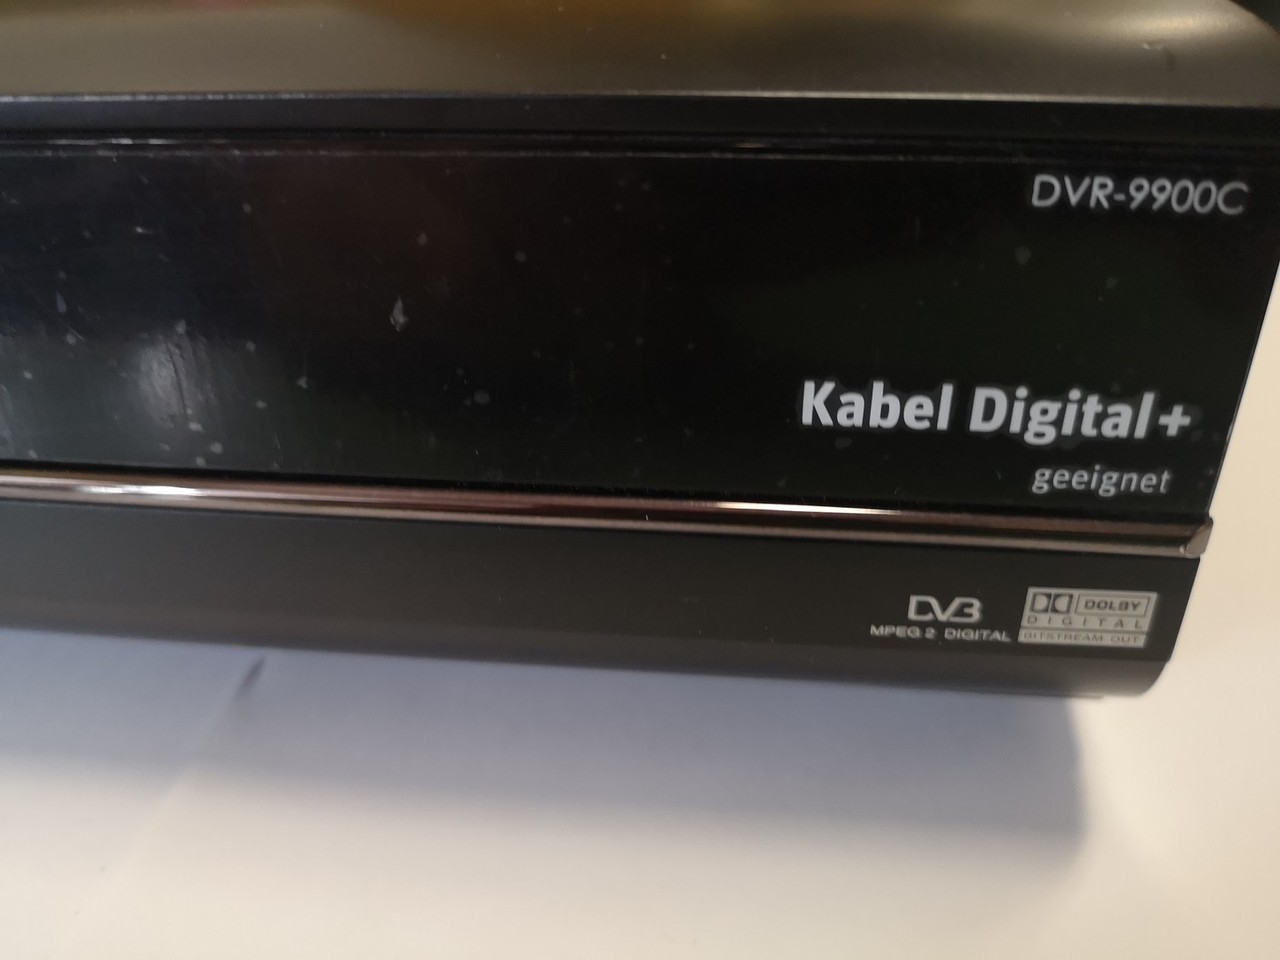 DVR-9900C
Kabel Digital+
geeignet
DVB
MPEG 2 DIGITAL
DOLBY
DIGITAL
BITSTREAM OUT